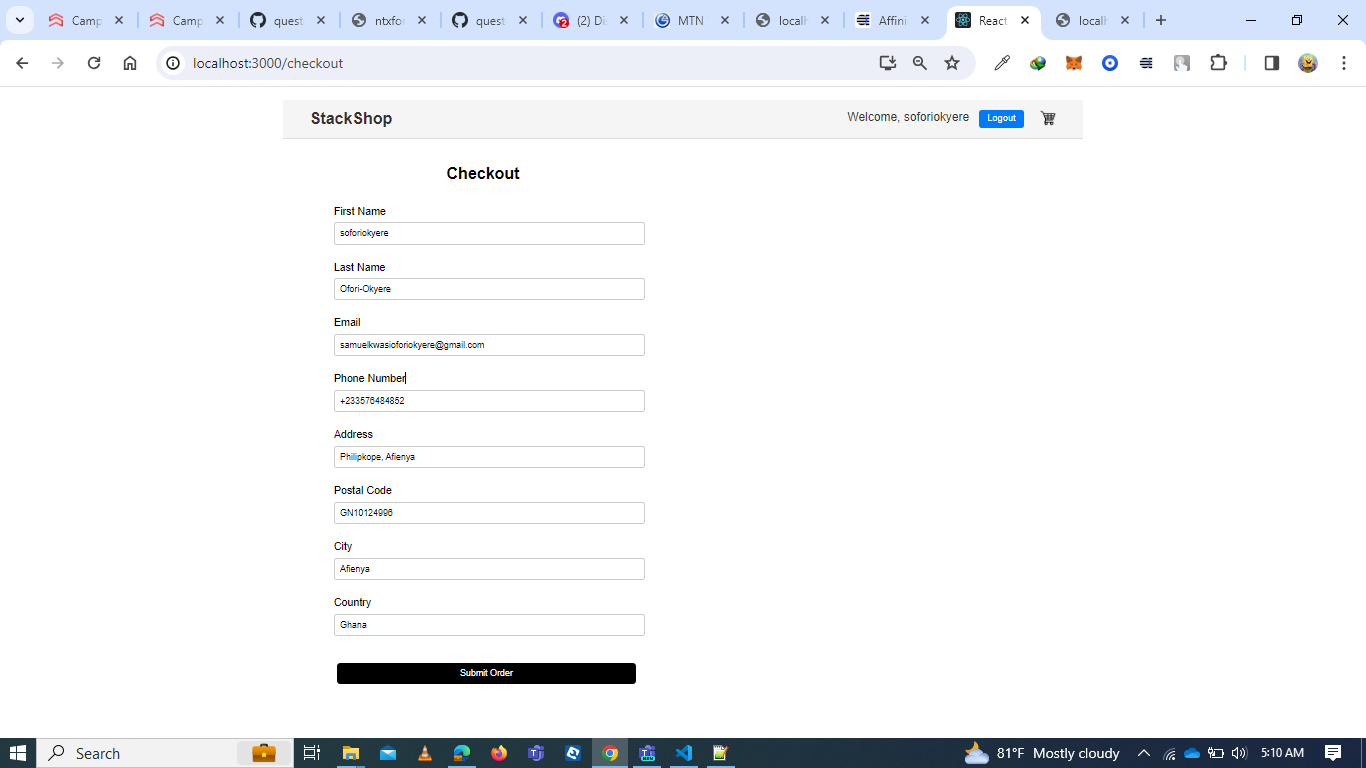 Camp
Camp
quest
ntxfor
quest
(2) Di
MTN
localh
Affini
React
localh
localhost:3000/checkout
StackShop
Welcome, soforiokyere
Logout
Checkout
First Name
soforiokyere
Last Name
Ofori-Okyere
Email
samuelkwasioforiokyere@gmail.com
Phone Number
+233576484852
Address
Philipkope, Afienya
Postal Code
GN10124996
City
Afienya
Country
Ghana
Submit Order
Search
81°F Mostly cloudy
5:10 AM